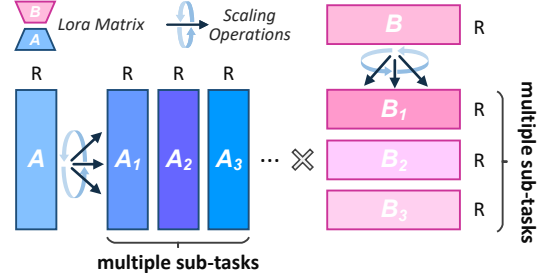 B
A
Lora Matrix
Scaling
Operations
B
R
R
R
R
R
A
A1
A2
A3
...
B1
R
B2
R
B3
R
multiple sub-tasks
multiple sub-tasks